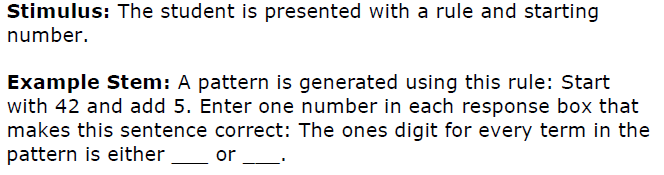 Stimulus: The student is presented with a rule and starting
number.
Example Stem: A pattern is generated using this rule: Start
with 42 and add 5. Enter one number in each response box that
makes this sentence correct: The ones digit for every term in the
pattern is either ___ or ___.